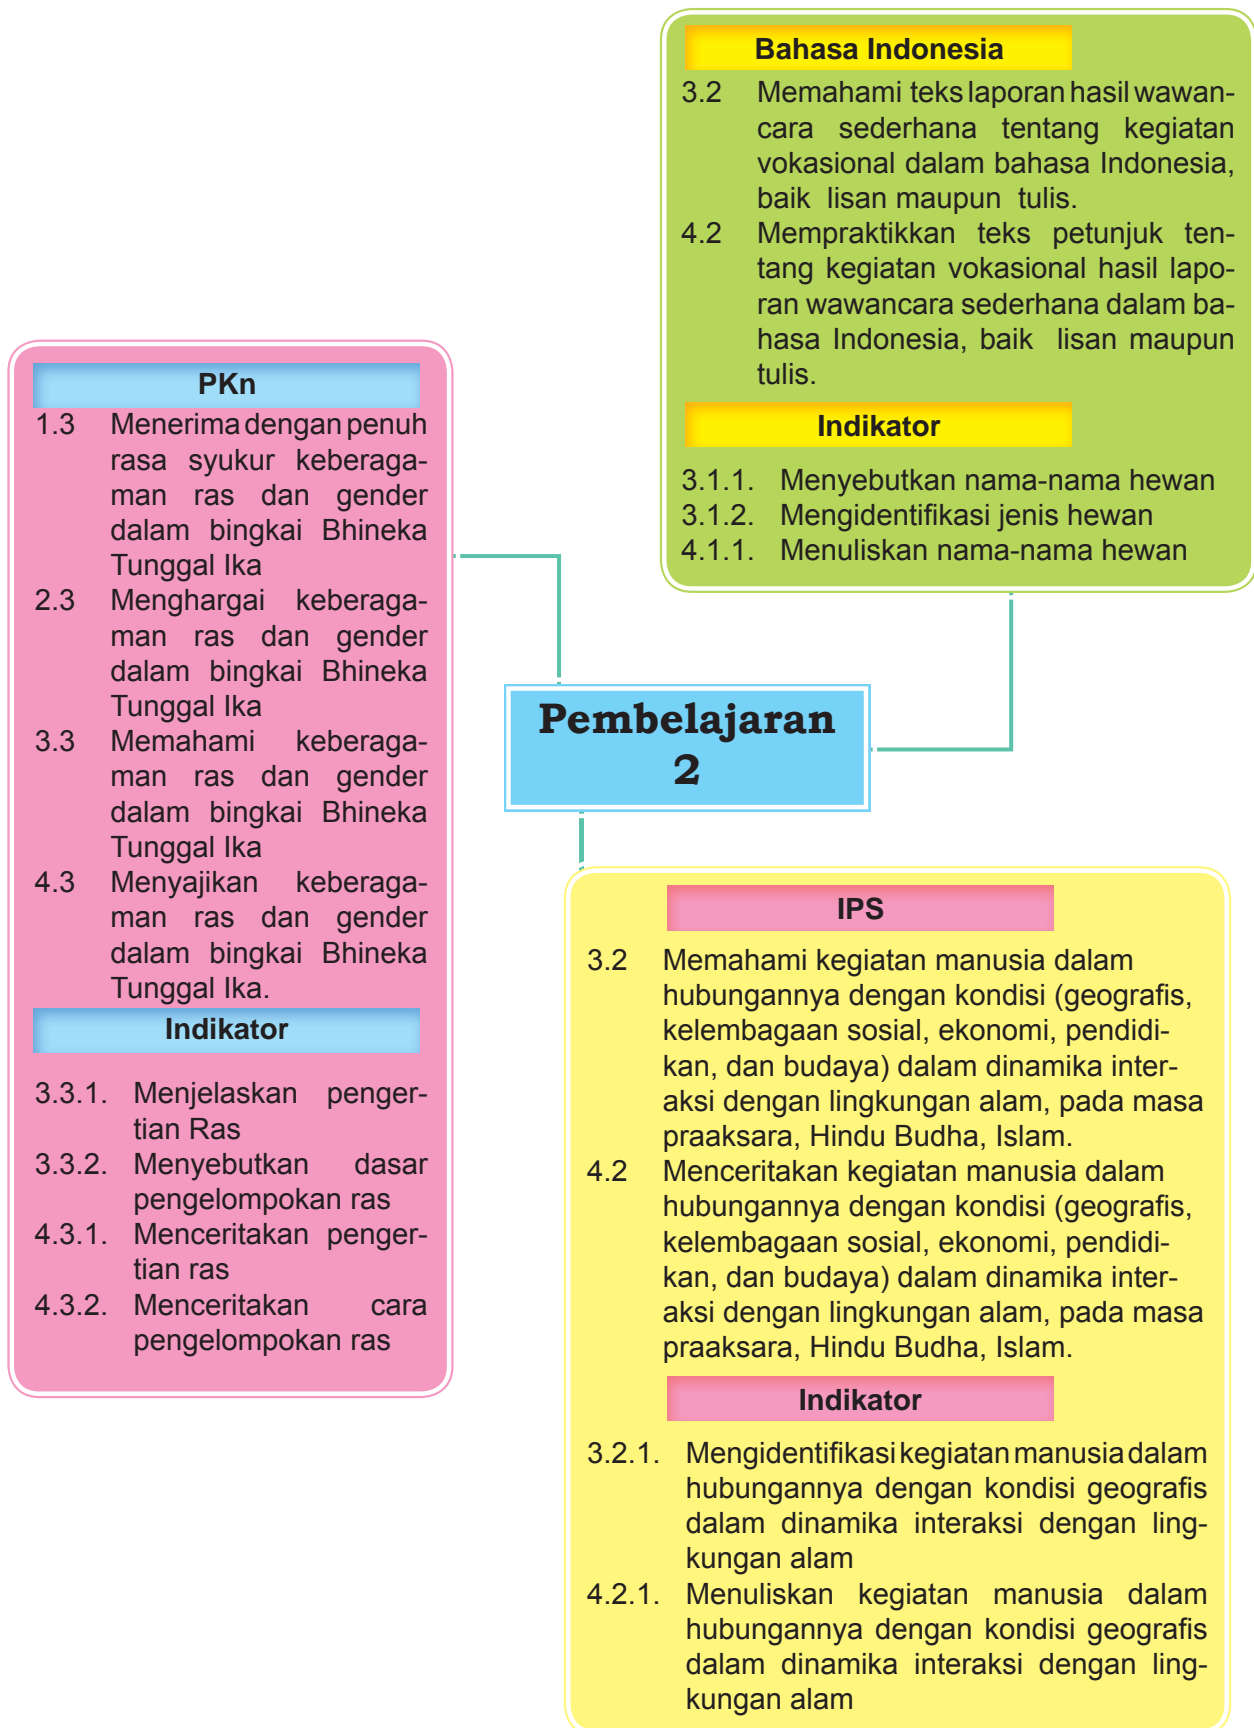 Bahasa Indonesia
3.2 Memahami teks laporan hasil wawan-
cara sederhana tentang kegiatan
vokasional dalam bahasa Indonesia,
baik lisan maupun tulis.
4.2 Mempraktikkan teks petunjuk ten-
tang kegiatan vokasional hasil lapo-
ran wawancara sederhana dalam ba-
hasa Indonesia, baik lisan maupun
tulis.
Indikator
3.1.1. Menyebutkan nama-nama hewan
3.1.2. Mengidentifikasi jenis hewan
4.1.1. Menuliskan nama-nama hewan
PKn
1.3 Menerima dengan penuh
rasa syukur keberaga-
man ras dan gender
dalam bingkai Bhineka
Tunggal Ika
2.3 Menghargai keberaga-
man ras dan gender
dalam bingkai Bhineka
Tunggal Ika
3.3 Memahami keberaga-
man ras dan gender
dalam bingkai Bhineka
Tunggal Ika
4.3 Menyajikan keberaga-
man ras dan gender
dalam bingkai Bhineka
Tunggal Ika.
Indikator
3.3.1. Menjelaskan penger-
tian Ras
3.3.2. Menyebutkan dasar
pengelompokan ras
4.3.1. Menceritakan penger-
tian ras
4.3.2. Menceritakan cara
pengelompokan ras
Pembelajaran
2
IPS
3.2 Memahami kegiatan manusia dalam
hubungannya dengan kondisi (geografis,
kelembagaan sosial, ekonomi, pendidi-
kan, dan budaya) dalam dinamika inter-
aksi dengan lingkungan alam, pada masa
praaksara, Hindu Budha, Islam.
4.2 Menceritakan kegiatan manusia dalam
hubungannya dengan kondisi (geografis,
kelembagaan sosial, ekonomi, pendidi-
kan, dan budaya) dalam dinamika inter-
aksi dengan lingkungan alam, pada masa
praaksara, Hindu Budha, Islam.
Indikator
3.2.1. Mengidentifikasi kegiatan manusia dalam
hubungannya dengan kondisi geografis
dalam dinamika interaksi dengan ling-
kungan alam
4.2.1. Menuliskan kegiatan manusia dalam
hubungannya dengan kondisi geografis
dalam dinamika interaksi dengan ling-
kungan alam